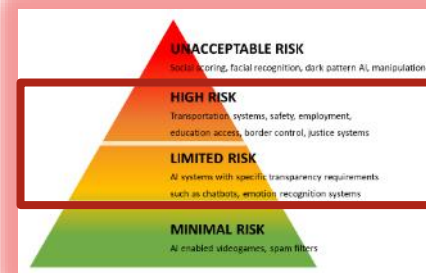 UNACCEPTABLE RISK
Social scoring, facial recognition, dark pattern AI, manipulation
HIGH RISK
Transportation systems, safety, employment,
education access, border control, justice systems
LIMITED RISK
AI systems with specific transparency requirements
such as chatbots, emotion recognition systems
MINIMAL RISK
AI enabled videogames, spam filters